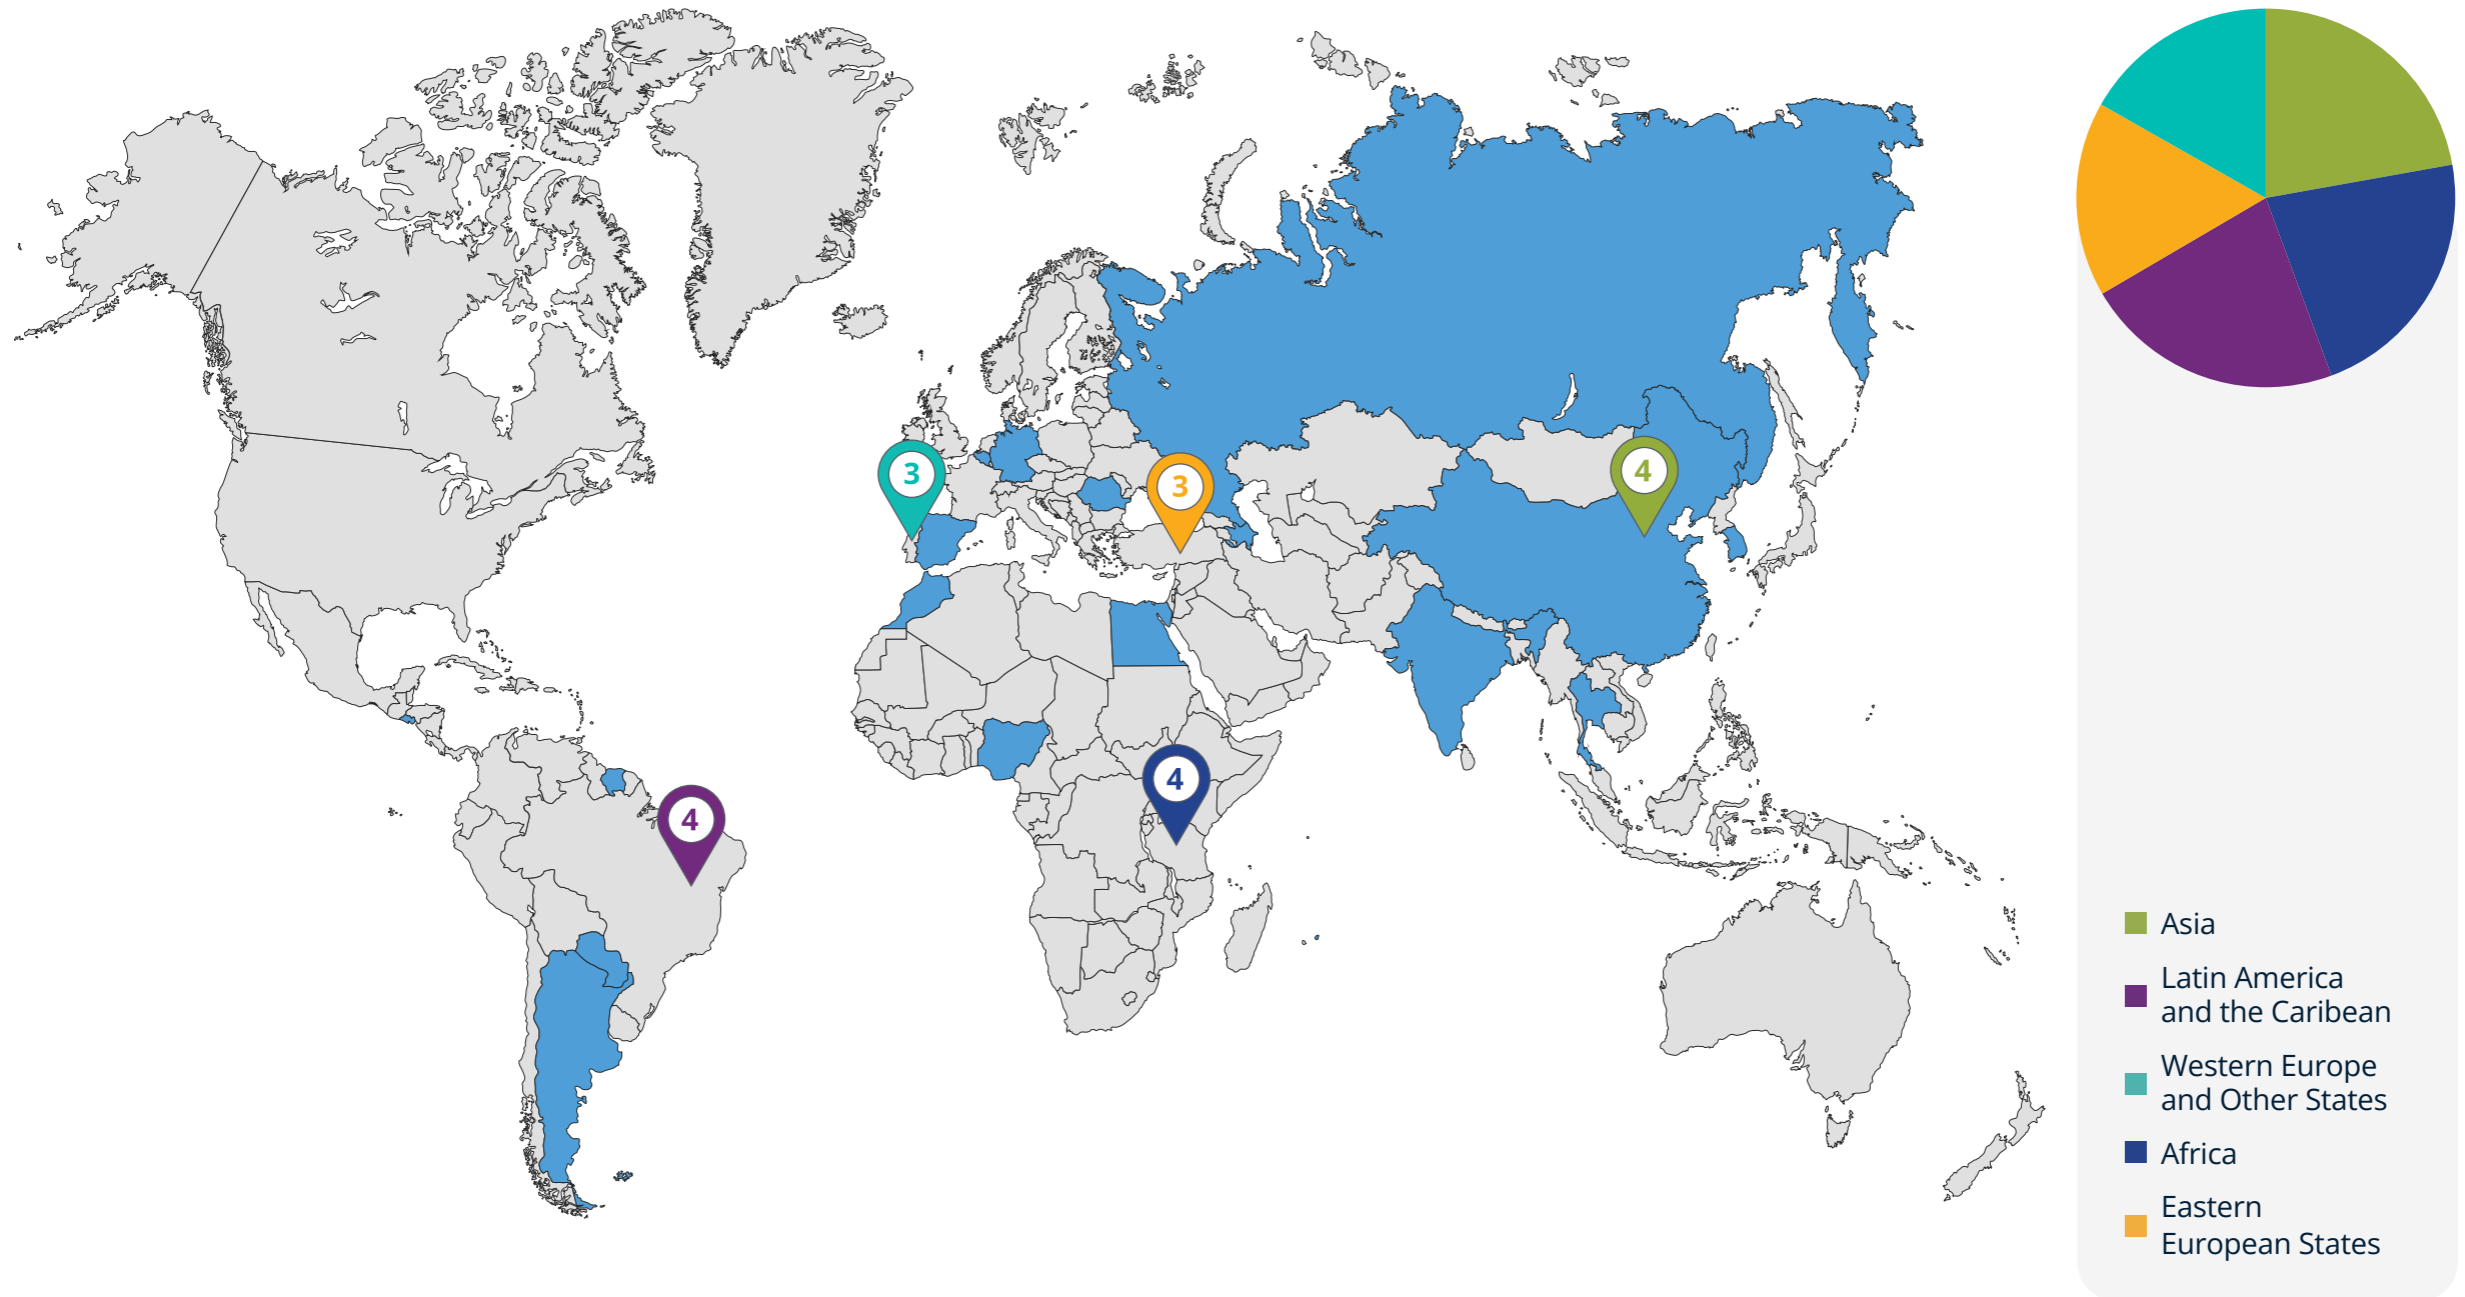 3
3
4
4
4
Asia
Latin America
and the Caribean
Western Europe
and Other States
Africa
Eastern
European States